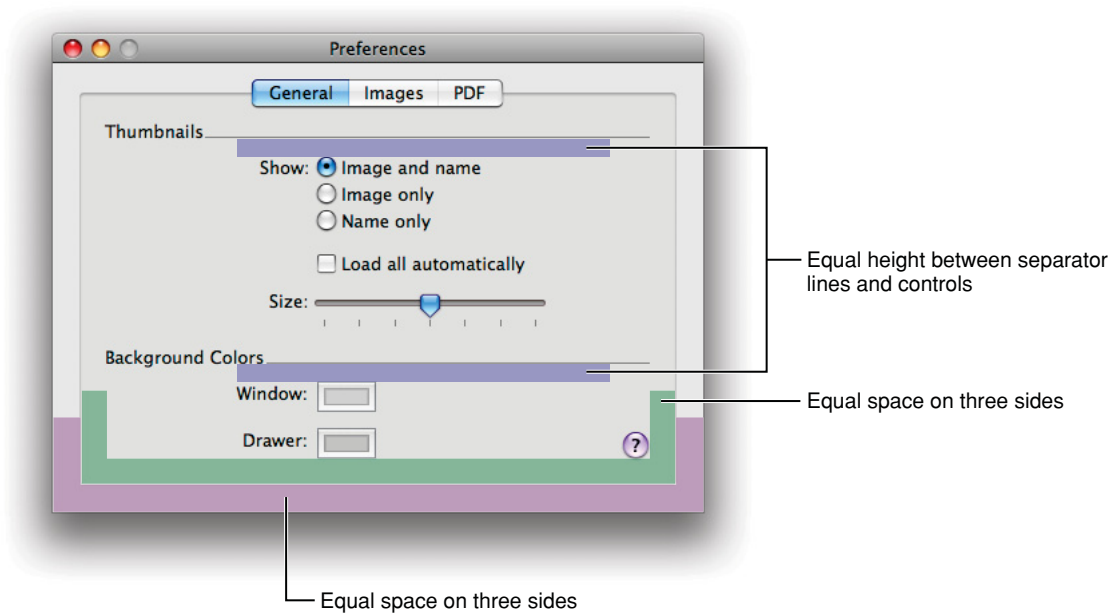 Preferences
General Images PDF
Thumbnails
Show: Image and name
Image only
Name only
Load all automatically
Size:
Background Colors
Window:
Drawer:
?
Equal height between separator
lines and controls
Equal space on three sides
Equal space on three sides